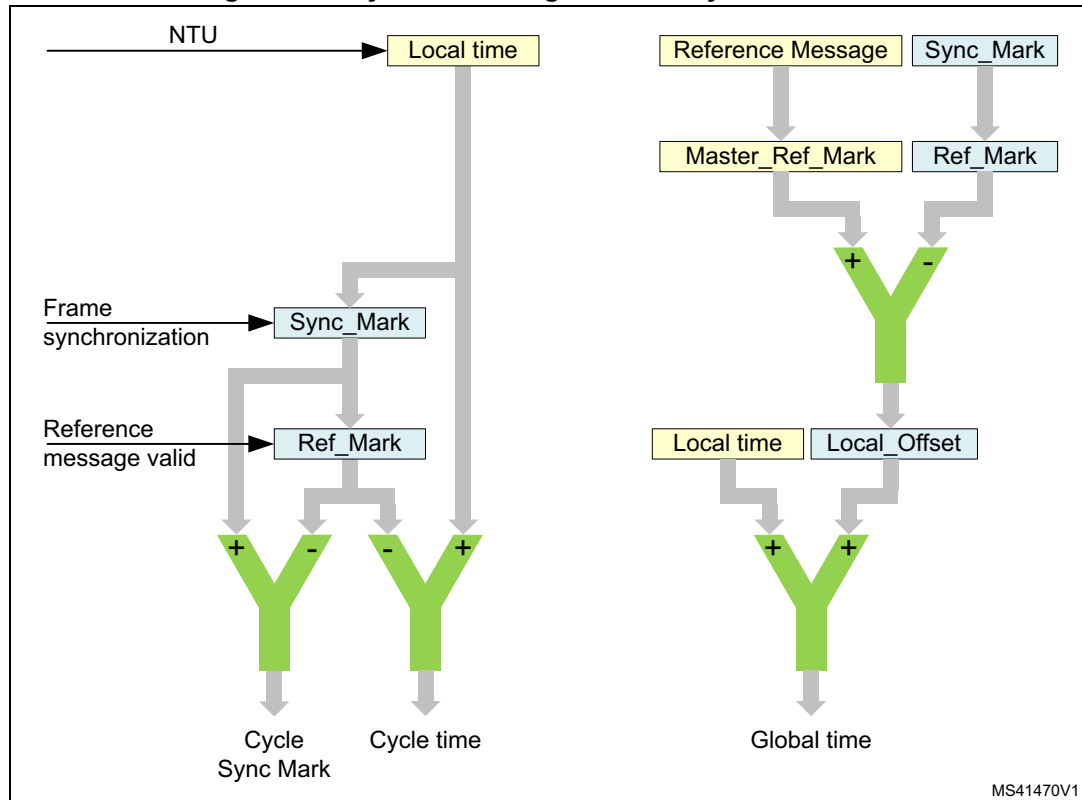 NTU
Local time
Reference Message
Sync_Mark
Master_Ref_Mark
Ref_Mark
+
-
Frame
synchronization
Sync_Mark
Reference
message valid
Ref_Mark
Local time
Local_Offset
+
-
-
+
+
+
Cycle
Sync Mark
Cycle time
Global time
MS41470V1